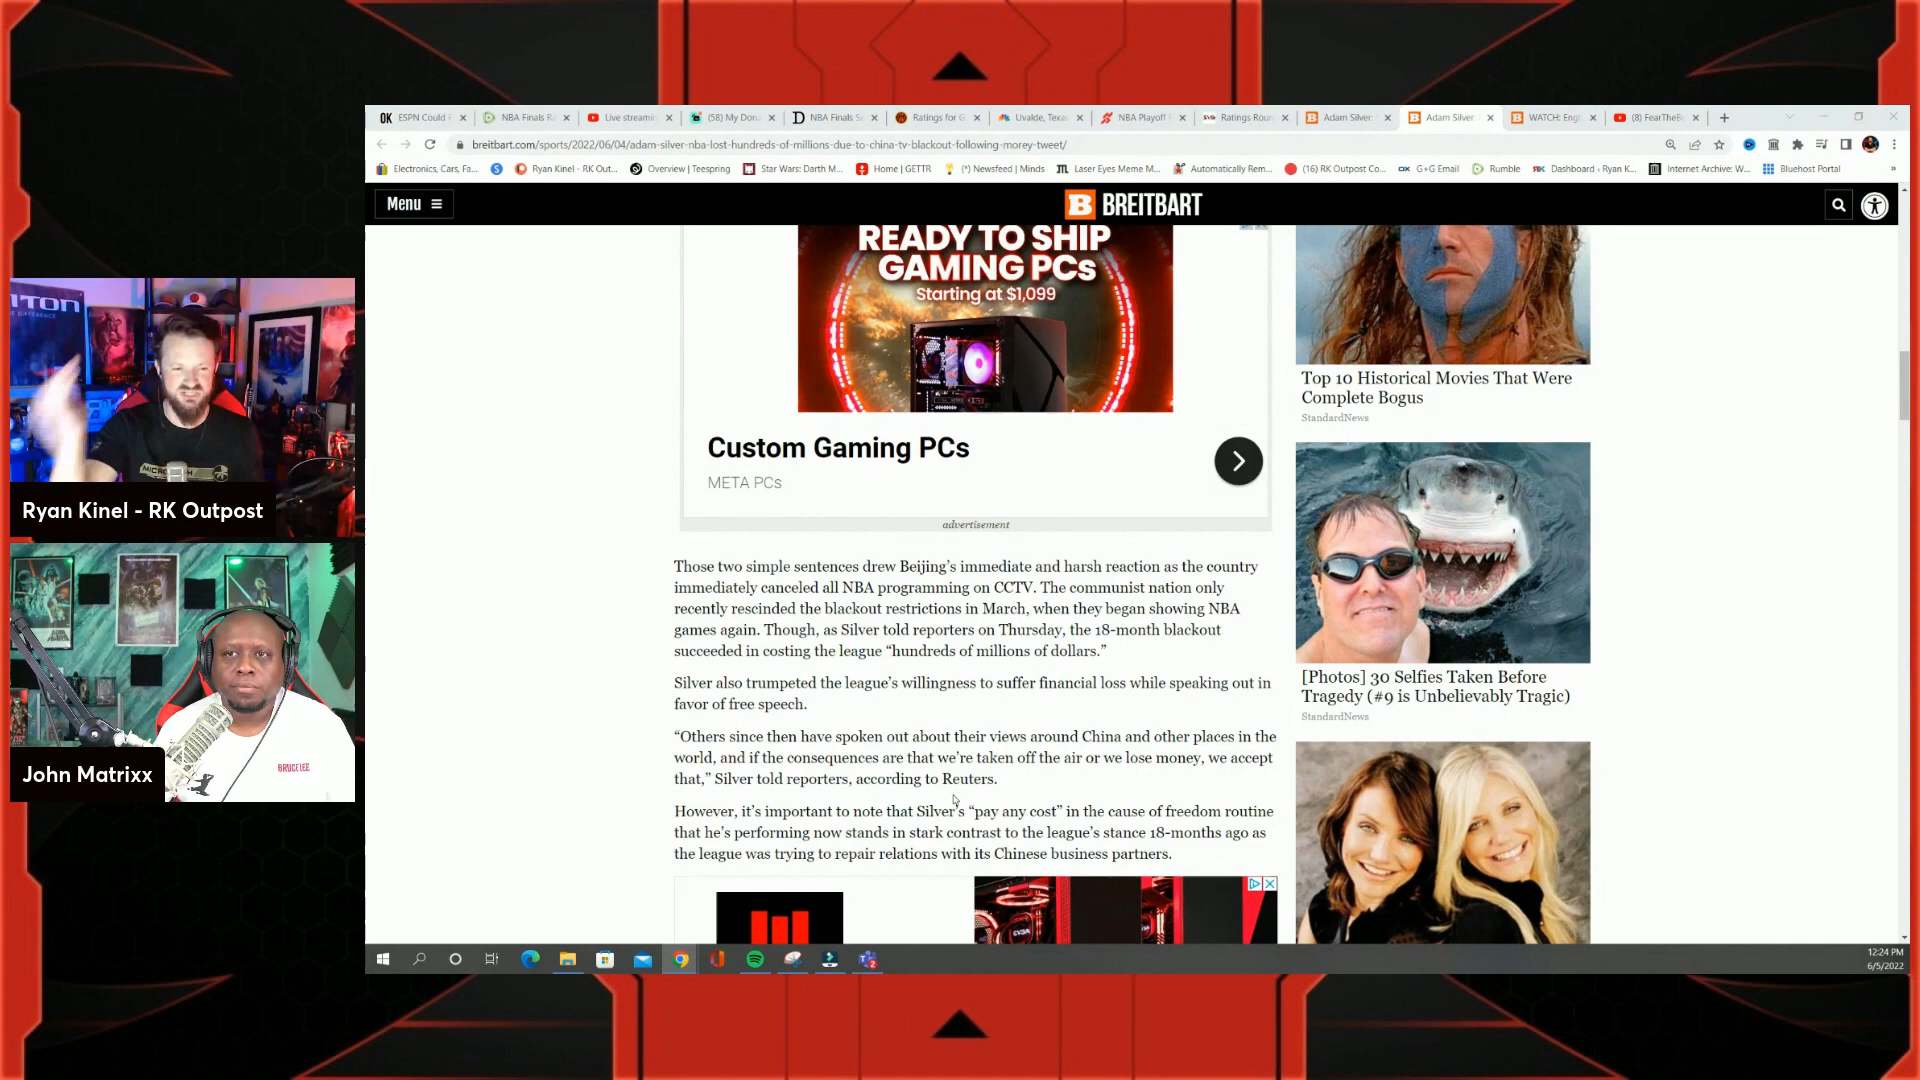 OK ESPN Could
NBA Finals R
Live streamin
(58) My Dona
NBA Finals S
Ratings for G
Uvalde, Texa
NBA Playoff
Ratings Roun
Adam Silver:
Adam Silver:
WATCH: Engl
(8) FearTheBe
breitbart.com/sports/2022/06/04/adam-silver-nba-lost-hundreds-of-millions-due-to-china-tv-blackout-following-morey-tweet/
Electronics, Cars, Fa...
Ryan Kinel - RK Out...
Overview | Teespring
Star Wars: Darth M...
Home | GETTR
(*) Newsfeed | Minds
Laser Eyes Meme M...
Automatically Rem...
(16) RK Outpost Co...
G+G Email
Rumble
Dashboard ‹ Ryan K...
Internet Archive: W...
Bluehost Portal
Menu
B BREITBART
READY TO SHIP
GAMING PCs
Starting at $1,099
Custom Gaming PCs
META PCs
advertisement
Those two simple sentences drew Beijing's immediate and harsh reaction as the country
immediately canceled all NBA programming on CCTV. The communist nation only
recently rescinded the blackout restrictions in March, when they began showing NBA
games again. Though, as Silver told reporters on Thursday, the 18-month blackout
succeeded in costing the league “hundreds of millions of dollars.”
Silver also trumpeted the league's willingness to suffer financial loss while speaking out in
favor of free speech.
“Others since then have spoken out about their views around China and other places in the
world, and if the consequences are that we're taken off the air or we lose money, we accept
that,” Silver told reporters, according to Reuters.
However, it's important to note that Silver's “pay any cost” in the cause of freedom routine
that he's performing now stands in stark contrast to the league's stance 18-months ago as
the league was trying to repair relations with its Chinese business partners.
Top 10 Historical Movies That Were
Complete Bogus
StandardNews
[Photos] 30 Selfies Taken Before
Tragedy (#9 is Unbelievably Tragic)
StandardNews
Ryan Kinel - RK Outpost
John Matrixx
BRUCE LEE
EVGA
12:24 PM
6/5/2022